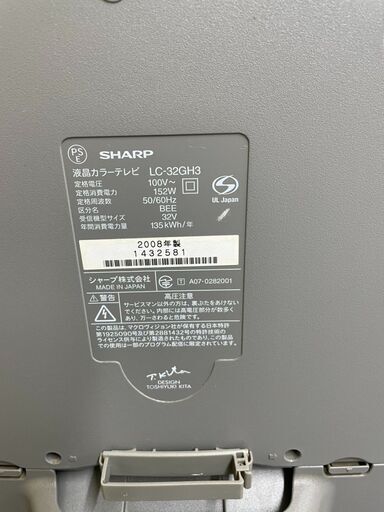 PS
E
SHARP
液晶カラーテレビ LC-32GH3
定格電圧 100V~
定格消費電力 152W
定格周波数 50/60Hz
区分名 BEE
受信機型サイズ 32V
年間消費電力量 135kWh/年
UL Japan
2008年製
1432581
シャープ株式会社
MADE IN JAPAN
T A07-0282001
警告 高圧注意
サービスマン以外の方は、裏ぶたをあけない
でください。内部には高電圧部分が数多く
あり、万一さわると危険です。
この製品は、マクロヴィジョン社が保有する日本特許
第1925090号及び第2881432号の特許技術の
ライセンス供与により製造されたものであり、この製品
での使用は一部のプログラム配信に限定されています。
T. Kita
DESIGN
TOSHIYUKI KITA